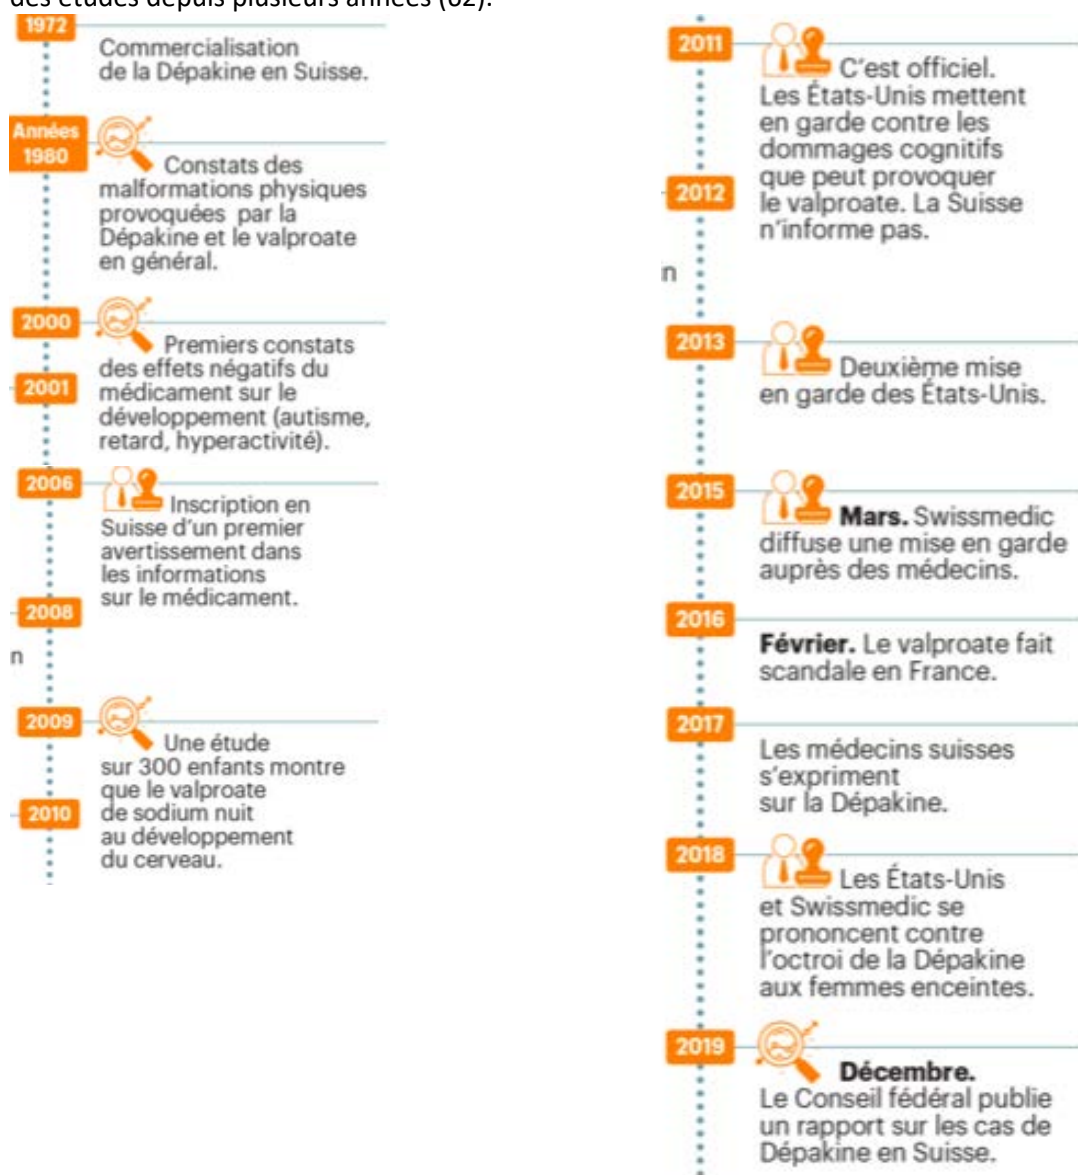 des études depuis plusieurs années (62).
1972
Commercialisation
de la Dépakine en Suisse.
Années
1980
Constats des
malformations physiques
provoquées par la
Dépakine et le valproate
en général.
2000
Premiers constats
des effets négatifs du
2001
médicament sur le
développement (autisme,
retard, hyperactivité).
2006
Inscription en
Suisse d'un premier
avertissement dans
les informations
sur le médicament.
2008
n
2009
Une étude
sur 300 enfants montre
que le valproate
2010
de sodium nuit
au développement
du cerveau.
2011
C'est officiel.
Les États-Unis mettent
en garde contre les
dommages cognitifs
que peut provoquer
2012
le valproate. La Suisse
n'informe pas.
n
2013
Deuxième mise
en garde des États-Unis.
2015
Mars. Swissmedic
diffuse une mise en garde
auprès des médecins.
2016
Février. Le valproate fait
scandale en France.
2017
Les médecins suisses
s'expriment
sur la Dépakine.
2018
Les États-Unis
et Swissmedic se
prononcent contre
l'octroi de la Dépakine
aux femmes enceintes.
2019
Décembre.
Le Conseil fédéral publie
un rapport sur les cas de
Dépakine en Suisse.